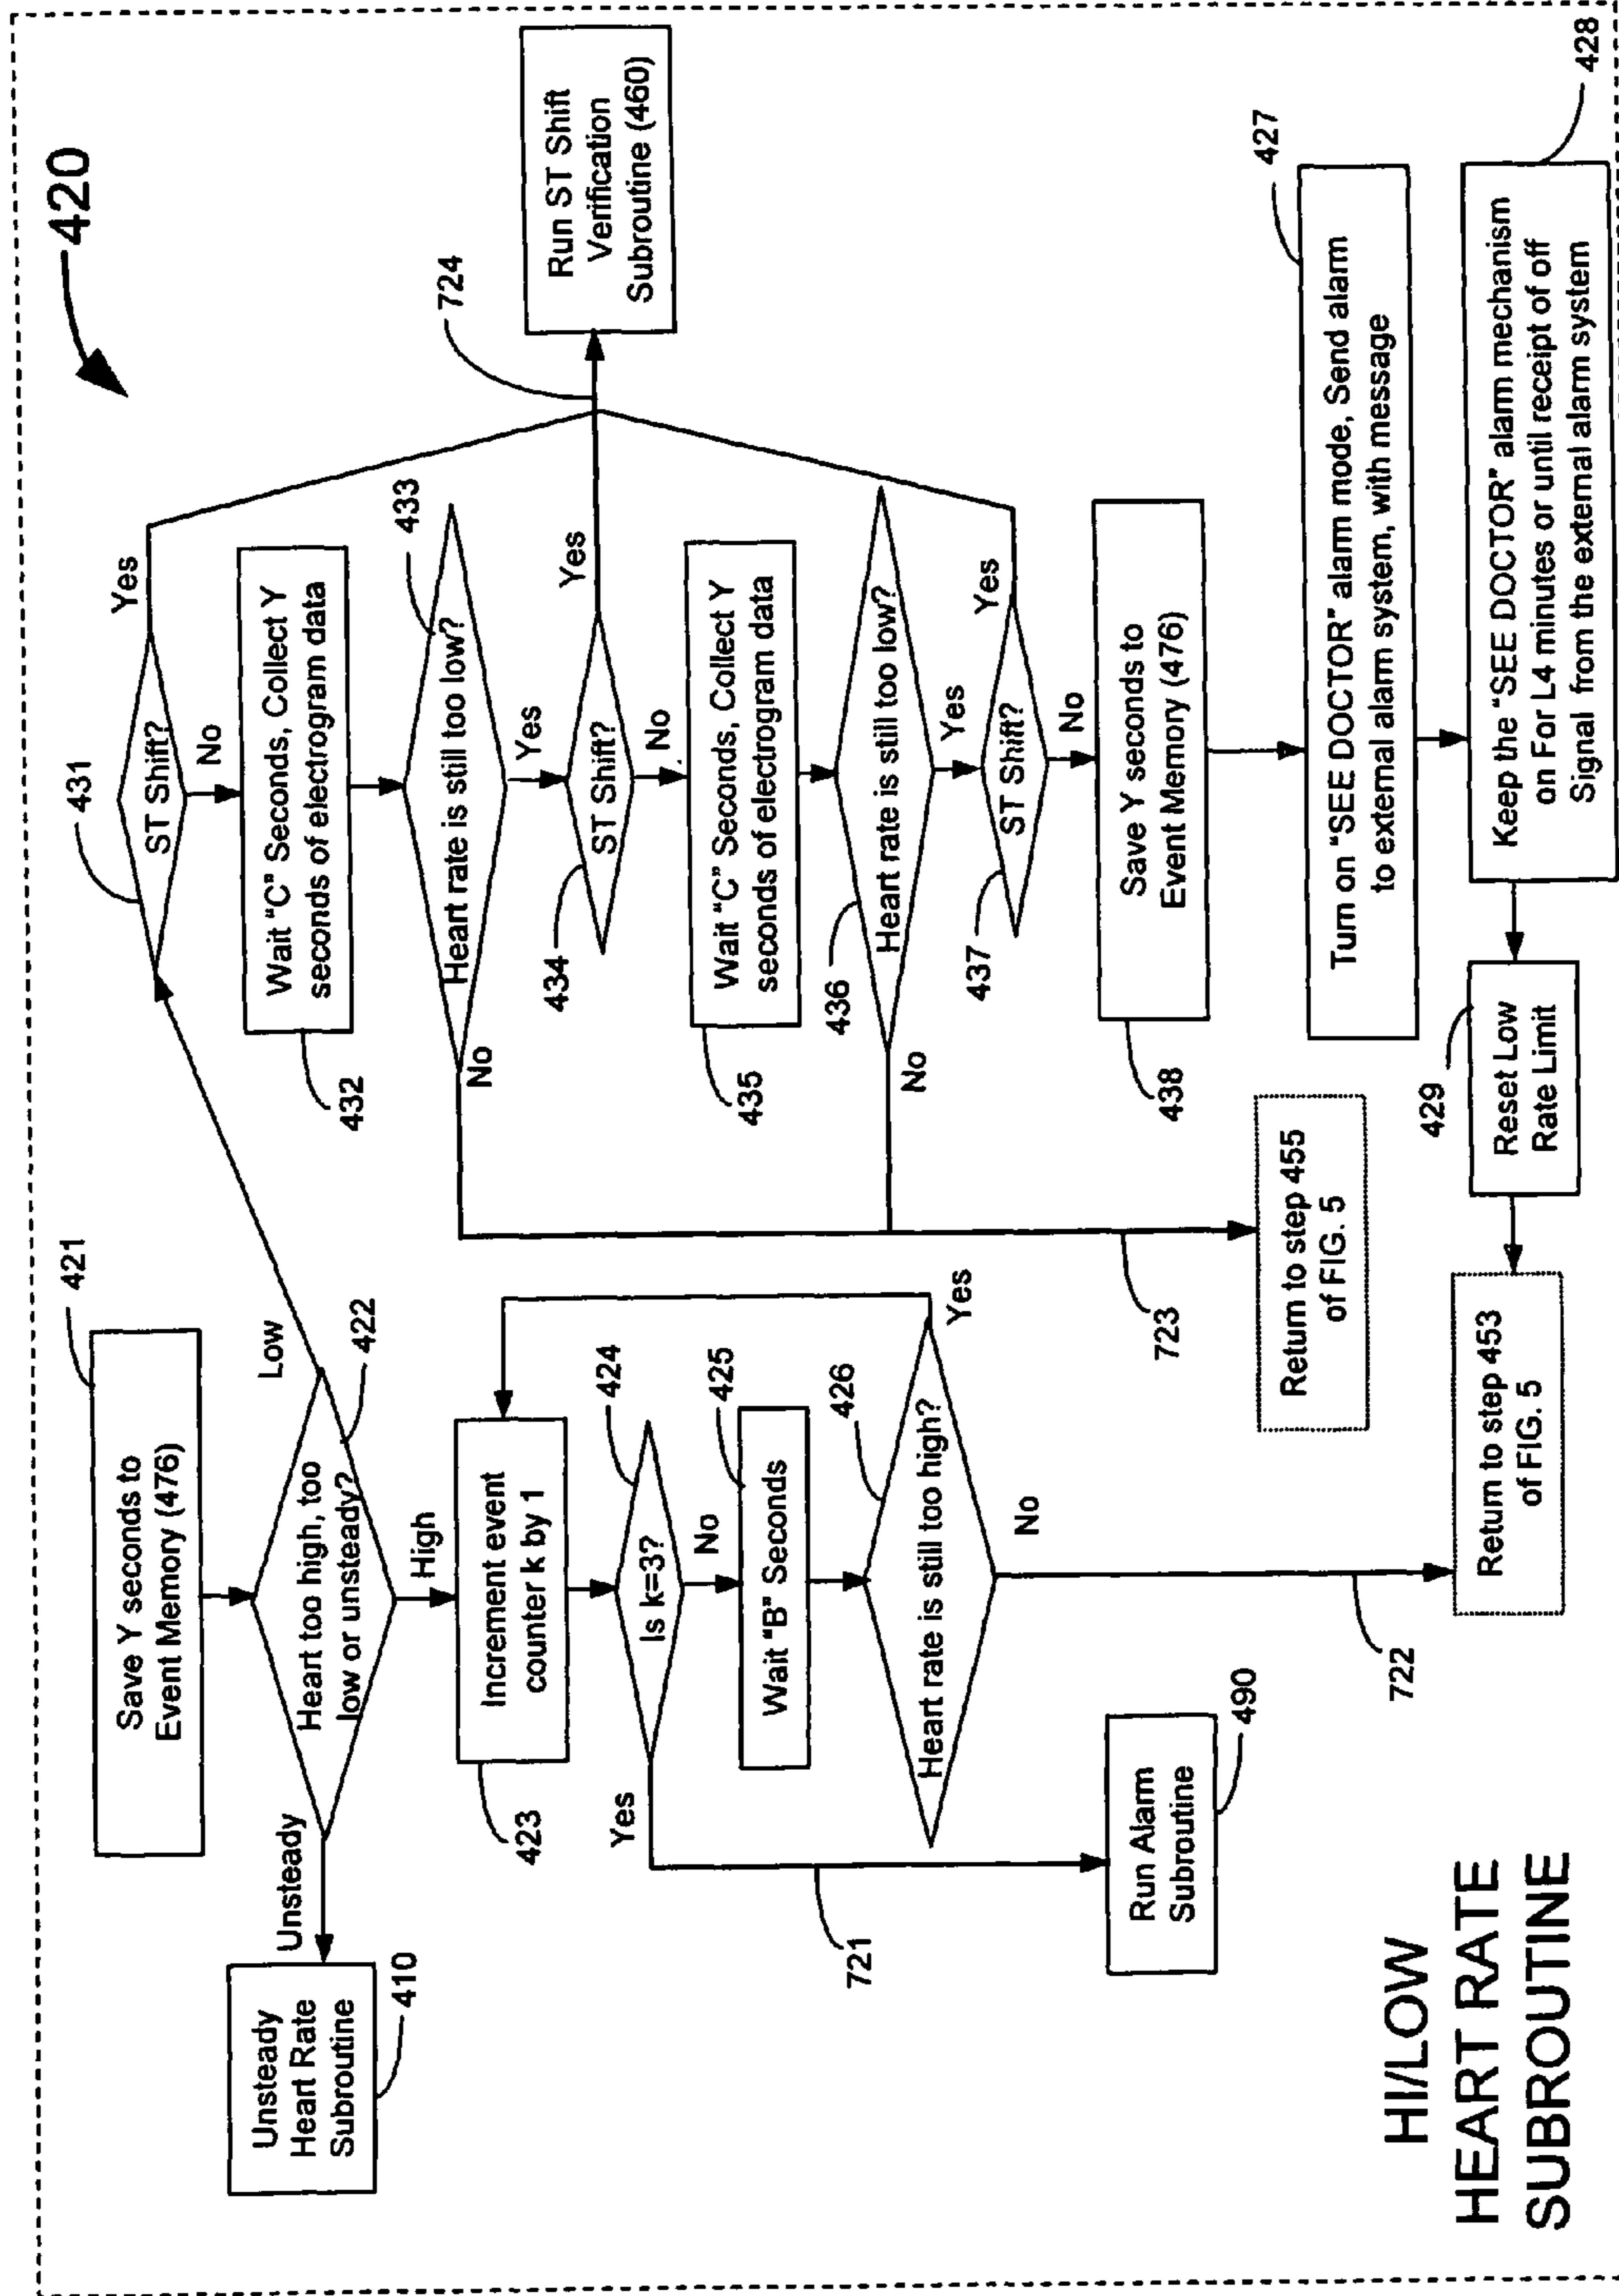 420
421
Save Y seconds to
Event Memory (476)
Heart too high, too
low or unsteady?
422
Unsteady
Unsteady
Heart Rate
Subroutine
410
Low
High
Increment event
counter k by 1
423
Is k=3?
424
Yes
No
Wait "B" Seconds
425
Heart rate is still too high?
426
Yes
No
721
Run Alarm
Subroutine
490
722
Return to step 453
of FIG. 5
431
ST Shift?
Yes
No
Wait "C" Seconds, Collect Y
seconds of electrogram data
432
Heart rate is still too low?
433
No
Yes
434
ST Shift?
Yes
No
Wait "C" Seconds, Collect Y
seconds of electrogram data
435
436
Heart rate is still too low?
No
Yes
437
ST Shift?
Yes
No
Save Y seconds to
Event Memory (476)
438
724
Run ST Shift
Verification
Subroutine (460)
723
Return to step 455
of FIG. 5
427
Turn on "SEE DOCTOR" alarm mode, Send alarm
to external alarm system, with message
428
Keep the "SEE DOCTOR" alarm mechanism
on For L4 minutes or until receipt of off
Signal from the external alarm system
429
Reset Low
Rate Limit
HI/LOW
HEART RATE
SUBROUTINE